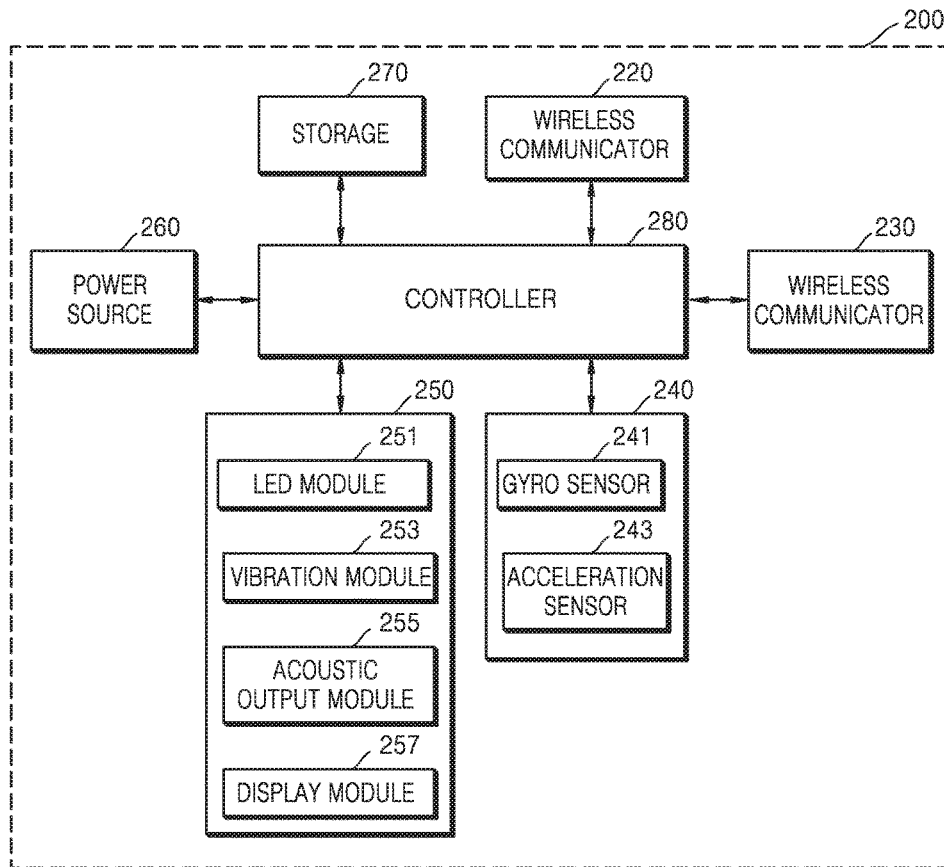 200
270
STORAGE
220
WIRELESS
COMMUNICATOR
260
POWER
SOURCE
280
CONTROLLER
230
WIRELESS
COMMUNICATOR
250
251
LED MODULE
253
VIBRATION MODULE
255
ACOUSTIC
OUTPUT MODULE
257
DISPLAY MODULE
240
241
GYRO SENSOR
243
ACCELERATION
SENSOR